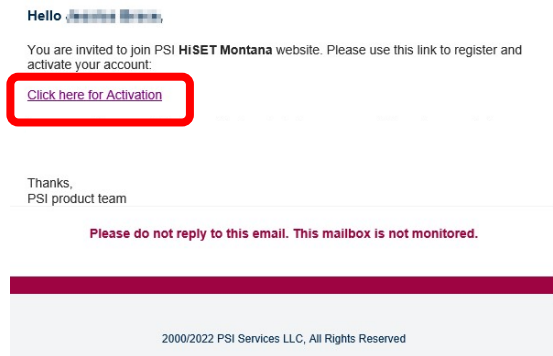 Hello
You are invited to join PSI HiSET Montana website. Please use this link to register and
activate your account:
Click here for Activation
Thanks,
PSI product team
Please do not reply to this email. This mailbox is not monitored.
2000/2022 PSI Services LLC, All Rights Reserved